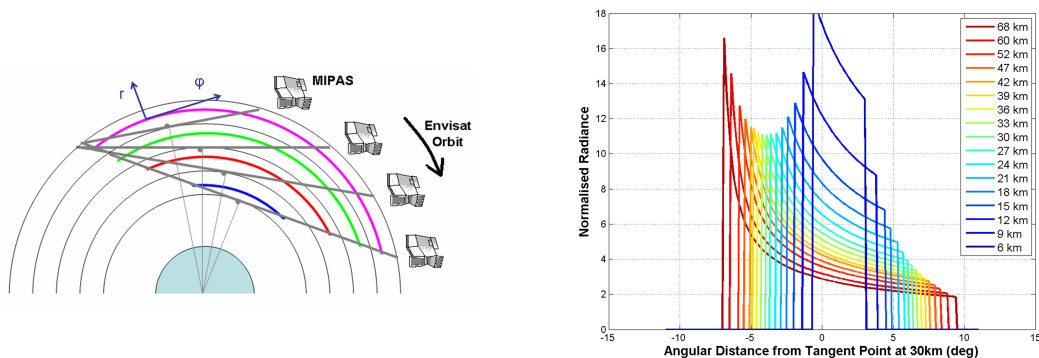 MIPAS
φ
r
Envisat
Orbit
Normalised Radiance
18
16
14
12
10
8
6
4
2
0
-15
-10
-5
0
5
10
15
Angular Distance from Tangent Point at 30km (deg)
68 km
60 km
52 km
47 km
42 km
39 km
36 km
33 km
30 km
27 km
24 km
21 km
18 km
15 km
12 km
9 km
6 km